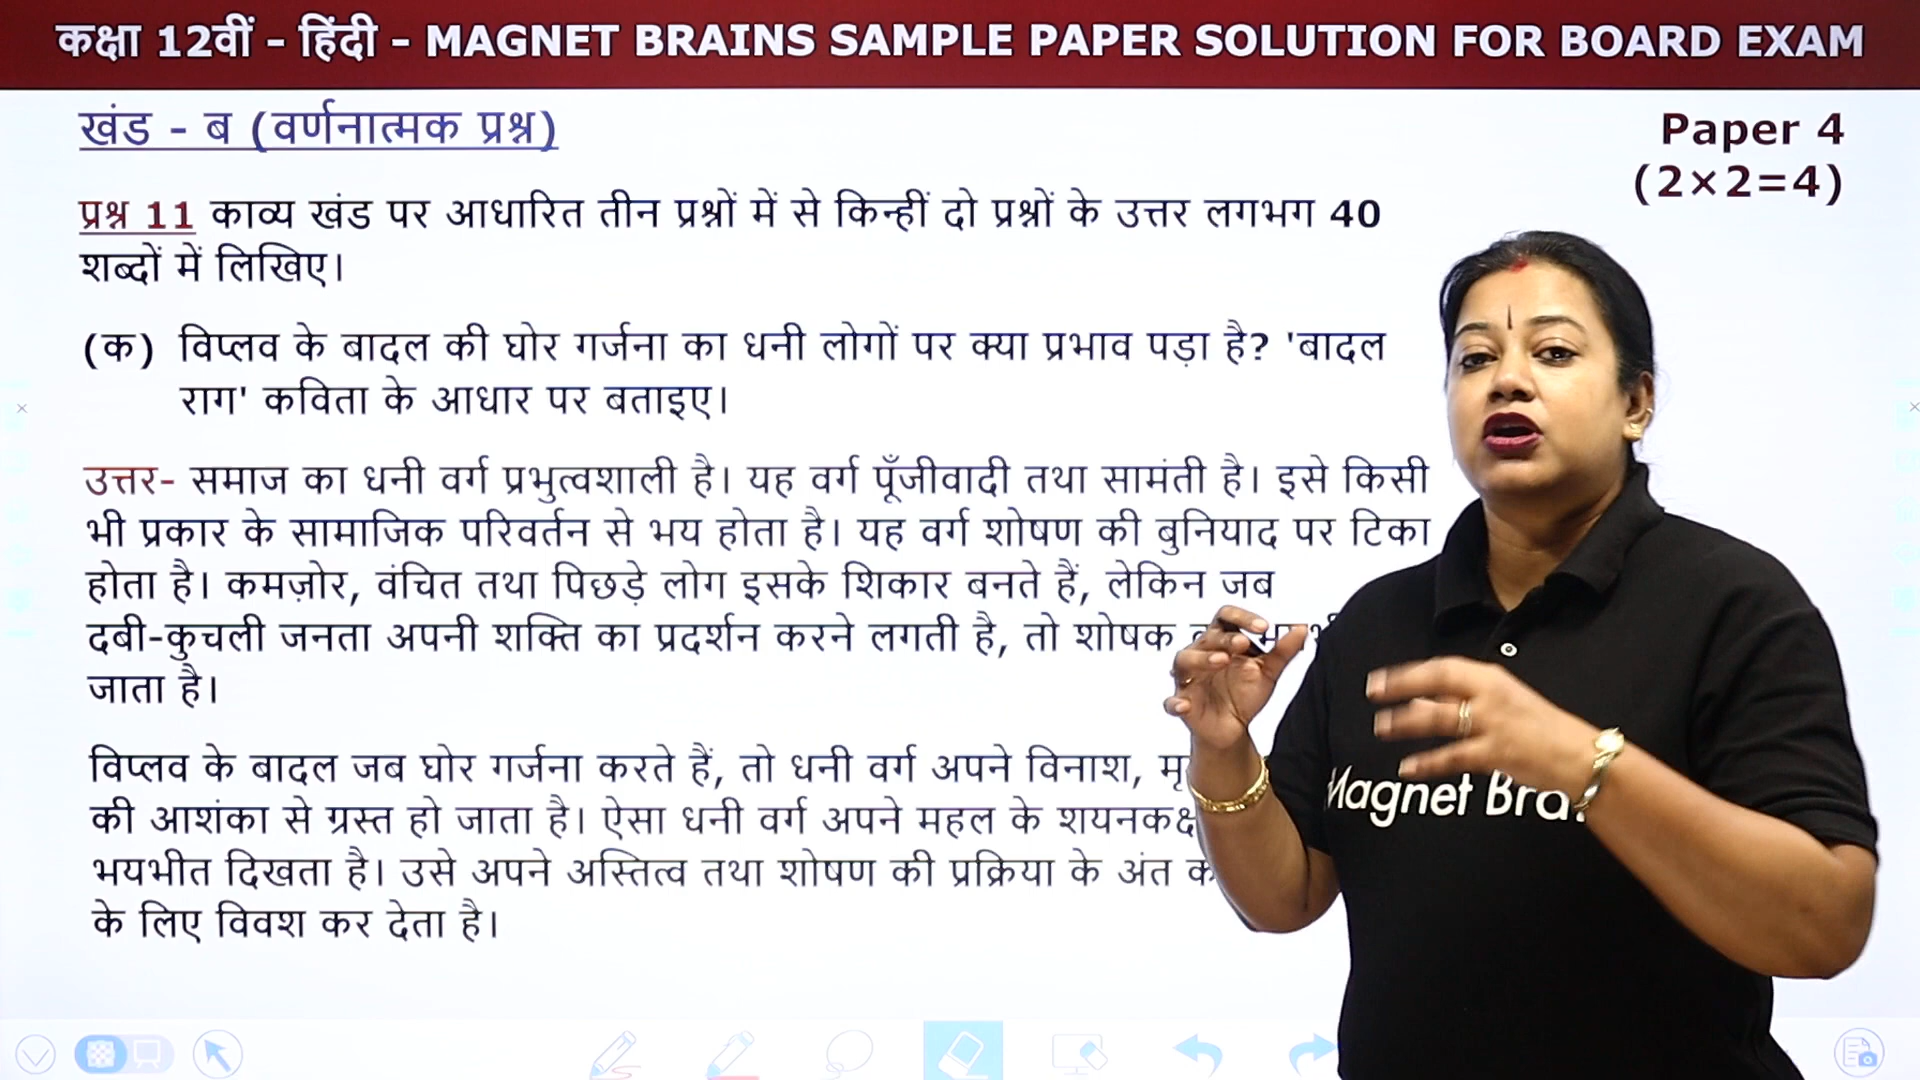 कक्षा 12वीं - हिंदी - MAGNET BRAINS SAMPLE PAPER SOLUTION FOR BOARD EXAM
खंड - ब (वर्णनात्मक प्रश्न)
Paper 4
(2×2=4)
प्रश्न 11 काव्य खंड पर आधारित तीन प्रश्नों में से किन्हीं दो प्रश्नों के उत्तर लगभग 40
शब्दों में लिखिए।
(क) विप्लव के बादल की घोर गर्जना का धनी लोगों पर क्या प्रभाव पड़ा है? 'बादल
राग' कविता के आधार पर बताइए।
उत्तर- समाज का धनी वर्ग प्रभुत्वशाली है। यह वर्ग पूँजीवादी तथा सामंती है। इसे किसी
भी प्रकार के सामाजिक परिवर्तन से भय होता है। यह वर्ग शोषण की बुनियाद पर टिका
होता है। कमज़ोर, वंचित तथा पिछड़े लोग इसके शिकार बनते हैं, लेकिन जब
दबी-कुचली जनता अपनी शक्ति का प्रदर्शन करने लगती है, तो शोषक
जाता है।
विप्लव के बादल जब घोर गर्जना करते हैं, तो धनी वर्ग अपने विनाश,
की आशंका से ग्रस्त हो जाता है। ऐसा धनी वर्ग अपने महल के शयनकक्ष
भयभीत दिखता है। उसे अपने अस्तित्व तथा शोषण की प्रक्रिया के अंत
के लिए विवश कर देता है।
Magnet